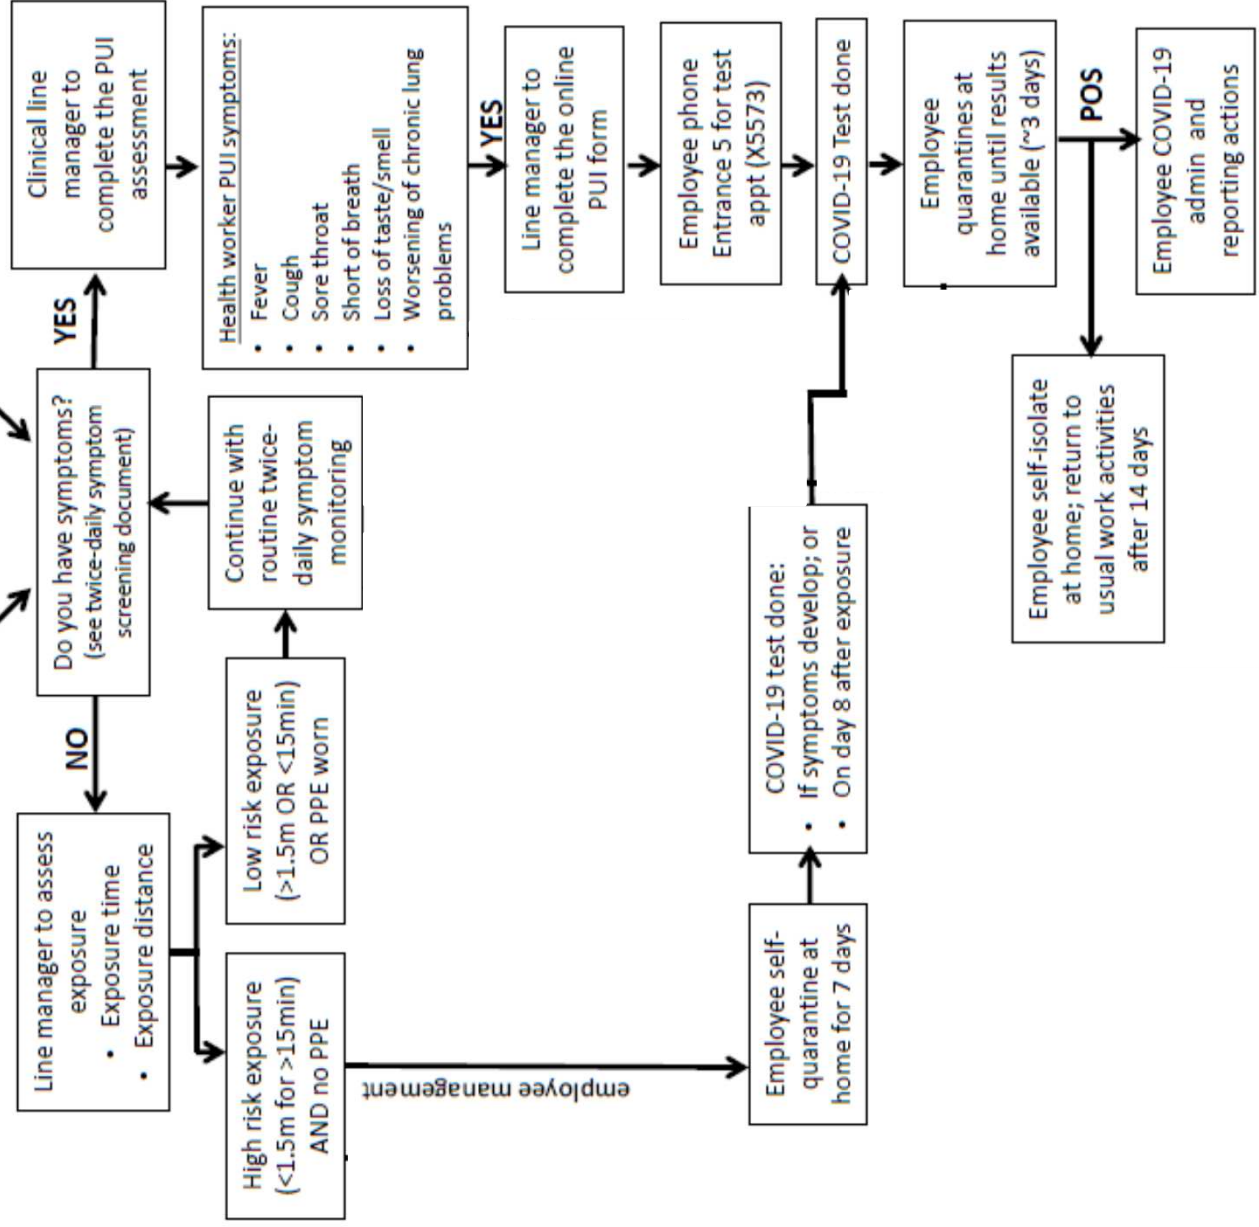 Do you have symptoms?
(see twice-daily symptom
screening document)
YES
Clinical line
manager to
complete the PUI
assessment
Health worker PUI symptoms:
• Fever
• Cough
• Sore throat
• Short of breath
• Loss of taste/smell
• Worsening of chronic lung
problems
YES
Line manager to
complete the online
PUI form
Employee phone
Entrance 5 for test
appt (X5573)
COVID-19 Test done
Employee
quarantines at
home until results
available (~3 days)
POS
Employee COVID-19
admin and
reporting actions
Employee self-isolate
at home; return to
usual work activities
after 14 days
NO
Line manager to assess
exposure
• Exposure time
• Exposure distance
Low risk exposure
(>1.5m OR <15min)
OR PPE worn
Continue with
routine twice-
daily symptom
monitoring
High risk exposure
(<1.5m for >15min)
AND no PPE
employee management
Employee self-
quarantine at
home for 7 days
COVID-19 test done:
• If symptoms develop; or
• On day 8 after exposure